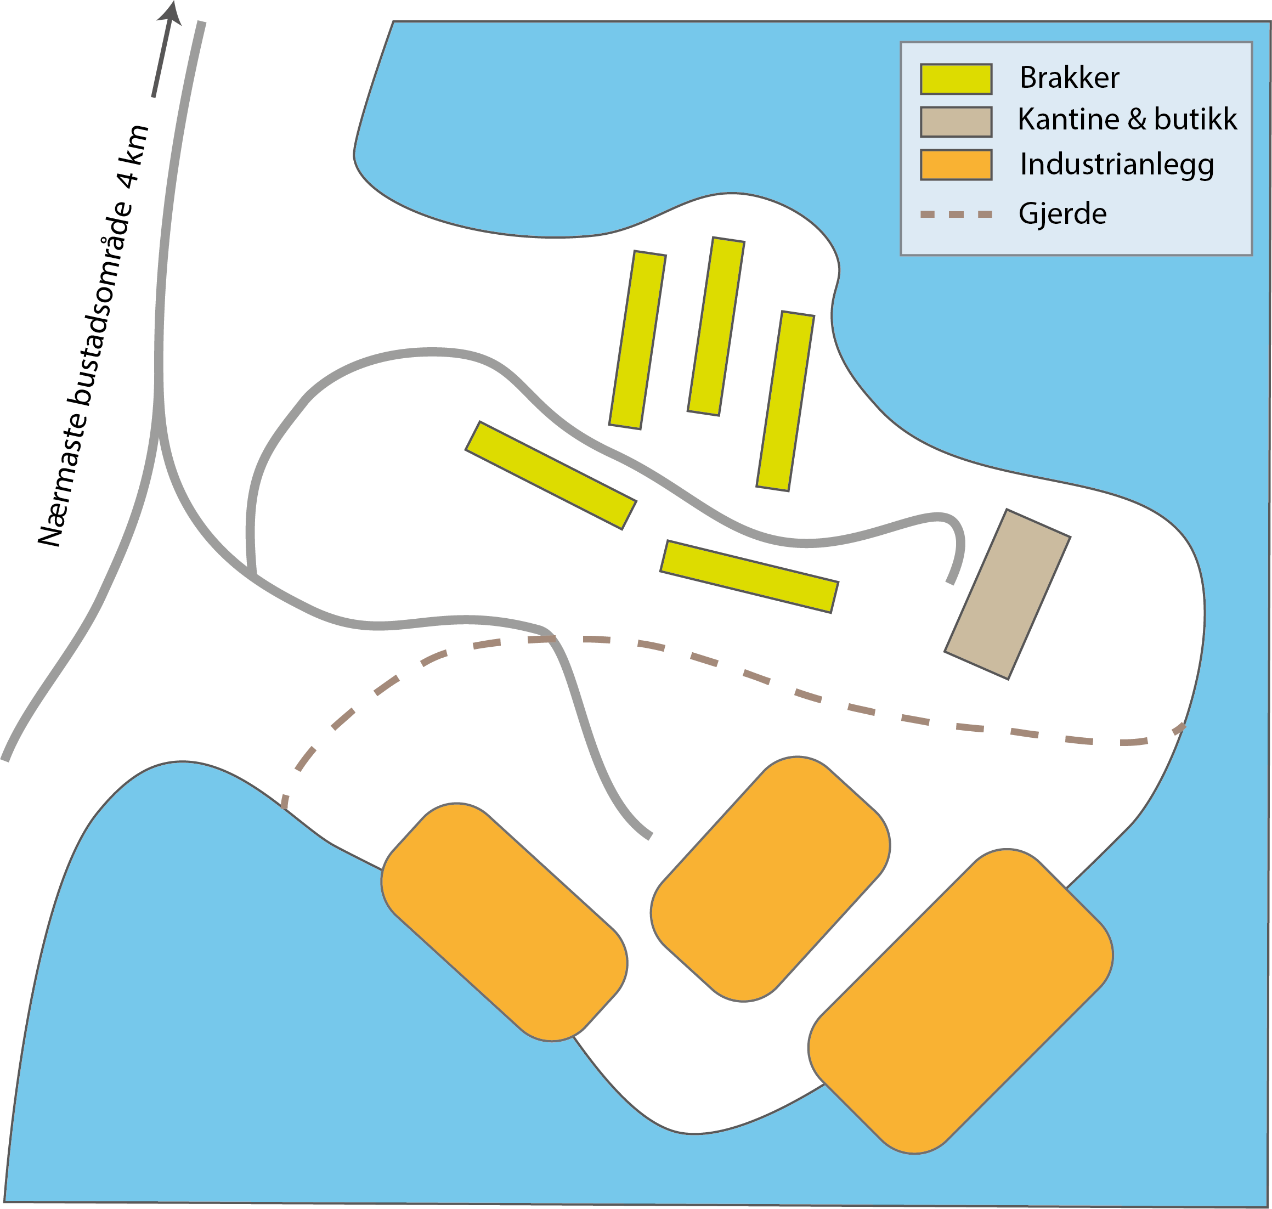 Nærmaste bustadsområde 4 km
Brakker
Kantine & butikk
Industrianlegg
Gjerde